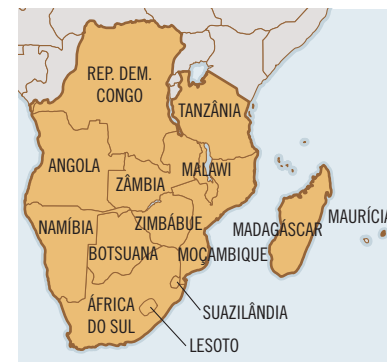 REP. DEM.
CONGO
TANZÂNIA
ANGOLA
MALAWI
ZÂMBIA
NAMÍBIA
ZIMBÁBUE
MADAGÁSCAR
MAURÍCIA
BOTSUANA
MOÇAMBIQUE
ÁFRICA
DO SUL
SUAZILÂNDIA
LESOTO